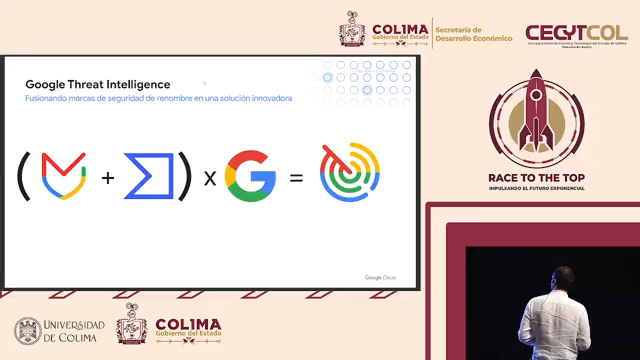 COLIMA
Gobierno del Estado
Secretaría de
Desarrollo Económico
CECYTCOL
Google Threat Intelligence
Fusionando marcas de seguridad de renombre en una solución innovadora
( + ) x G =
RACE TO THE TOP
IMPULSANDO EL FUTURO EXPONENCIAL
Google Cloud
UNIVERSIDAD
DE COLIMA
COLIMA
Gobierno del Estado